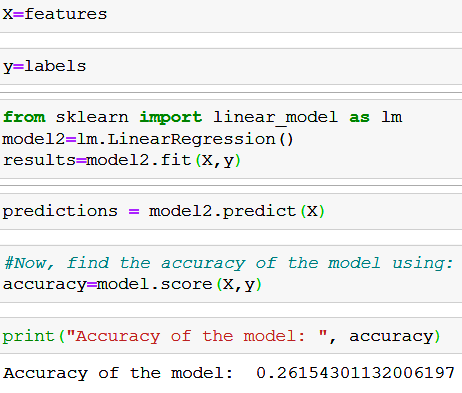 X=features
y=labels
from sklearn import linear_model as lm
model2=lm.LinearRegression()
results=model2.fit(X,y)
predictions = model2.predict(X)
#Now, find the accuracy of the model using:
accuracy=model.score(X,y)
print("Accuracy of the model: ", accuracy)
Accuracy of the model:  0.26154301132006197